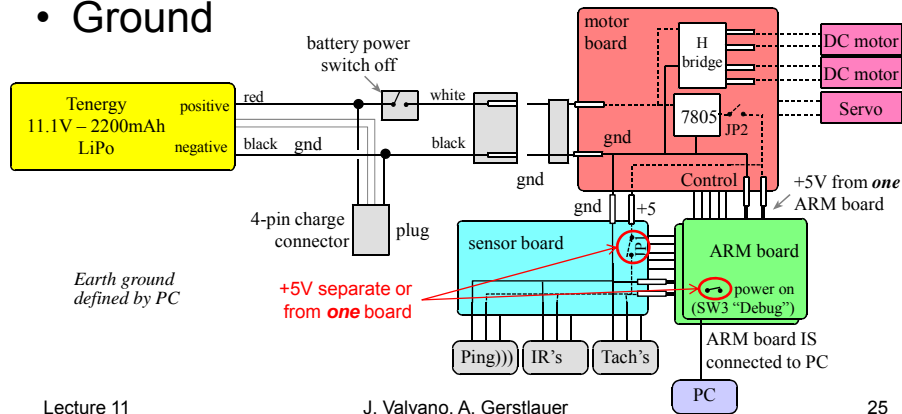 • Ground
battery power
switch off
motor
board
H
bridge
DC motor
DC motor
Servo
Tenergy
11.1V – 2200mAh
LiPo
positive
negative
red
white
black
gnd
black
gnd
gnd
7805
JP2
Control
+5V from one
ARM board
4-pin charge
connector
plug
gnd
+5
sensor board
JP1
ARM board
power on
(SW3 “Debug”)
Earth ground
defined by PC
+5V separate or
from one board
Ping)))
IR's
Tach's
ARM board IS
connected to PC
PC
Lecture 11
J. Valvano, A. Gerstlauer
25